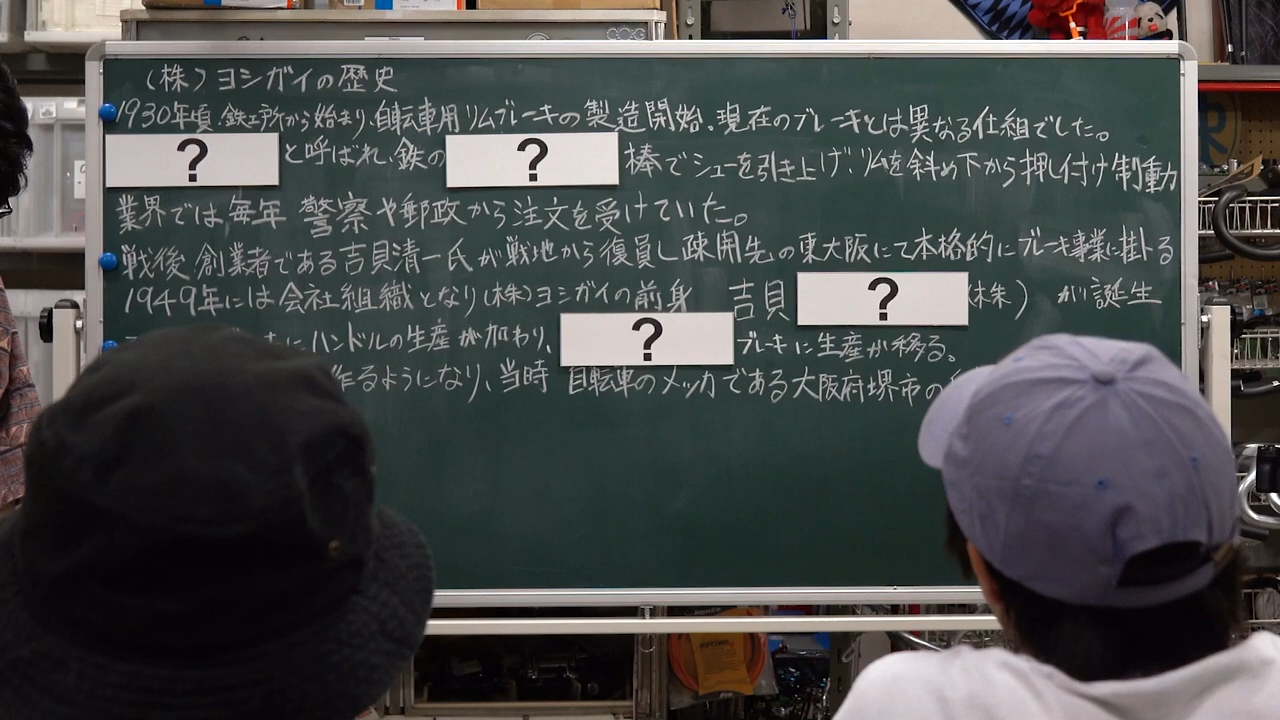 (株)ヨシガイの歴史
1930年頃、鉄工所から始まり、自転車用リムブレーキの製造開始。現在のブレーキとは異なる仕組でした。
? と呼ばれ、鉄の ? 棒でシューを引き上げ、リムを斜め下から押し付け制動
業界では、毎年 警察や郵政から注文を受けていた。
戦後、創業者である吉貝清一氏が戦地から復員し疎開先の東大阪にて本格的にブレーキ事業に掛トる
1949年には会社組織となり(株)ヨシガイの前身 吉貝 ? (株) が誕生
にハンドルの生産が加わり、 ? ブレーキに生産が移る。
作るようになり、当時 自転車のメッカである大阪府堺市の